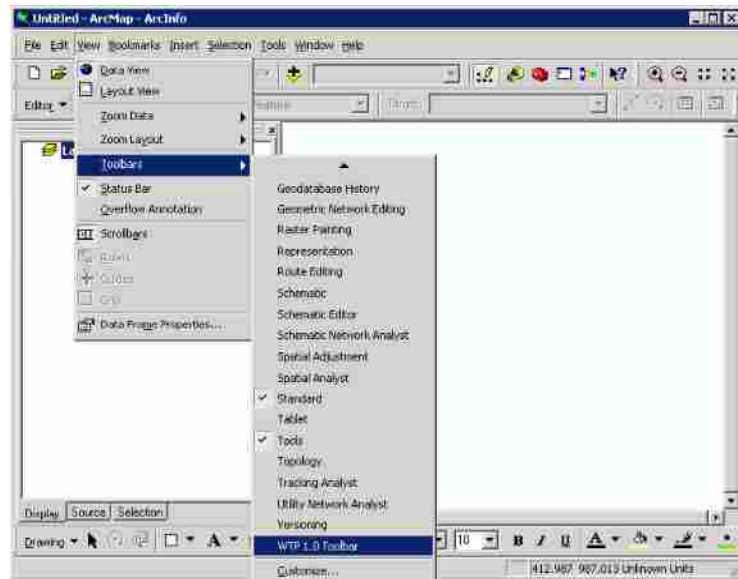 Untitled - ArcMap - ArcInfo
File Edit View Bookmarks Insert Selection Tools Window Help
Data View
Layout View
Zoom Data
Zoom Layout
Toolbars
Status Bar
Overflow Annotation
Scrollbars
Rulers
Guides
Grid
Data Frame Properties...
Editor
Target:
Geodatabase History
Geometric Network Editing
Raster Painting
Representation
Route Editing
Schematic
Schematic Editor
Schematic Network Analyst
Spatial Adjustment
Spatial Analyst
Standard
Tablet
Tools
Topology
Tracking Analyst
Utility Network Analyst
Versioning
WTP 1.0 Toolbar
Customize...
Display Source Selection
Drawing A 10 B I U A
412.987 987.013 Unknown Units